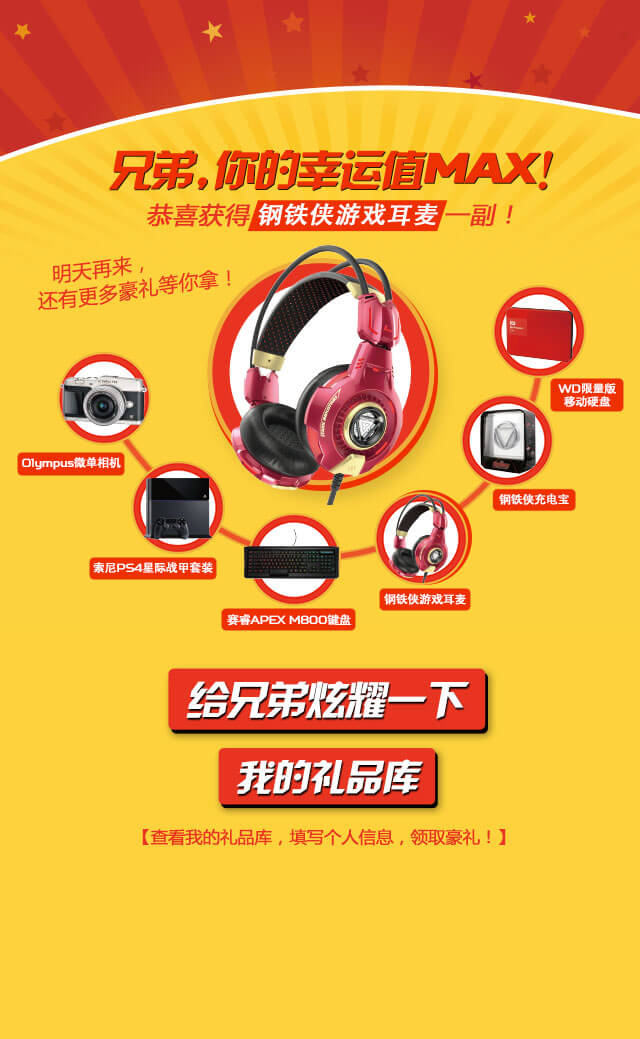 兄弟,你的幸运值MAX!
恭喜获得 钢铁侠游戏耳麦 一副！
明天再来，
还有更多豪礼等你拿！
WD限量版
移动硬盘
Olympus微单相机
钢铁侠充电宝
索尼PS4星际战甲套装
钢铁侠游戏耳麦
赛睿APEX M800键盘
给兄弟炫耀一下
我的礼品库
【查看我的礼品库，填写个人信息，领取豪礼！】